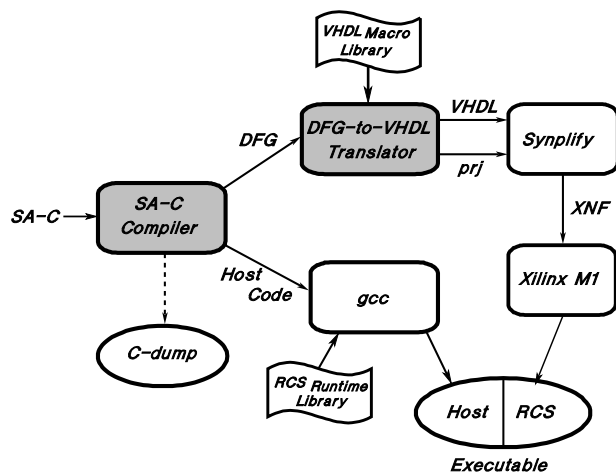 VHDL Macro
Library
DFG
DFG-to-VHDL
Translator
VHDL
prj
Synplify
XNF
SA-C
SA-C
Compiler
Host
Code
gcc
Xilinx M1
C-dump
RCS Runtime
Library
Host
RCS
Executable